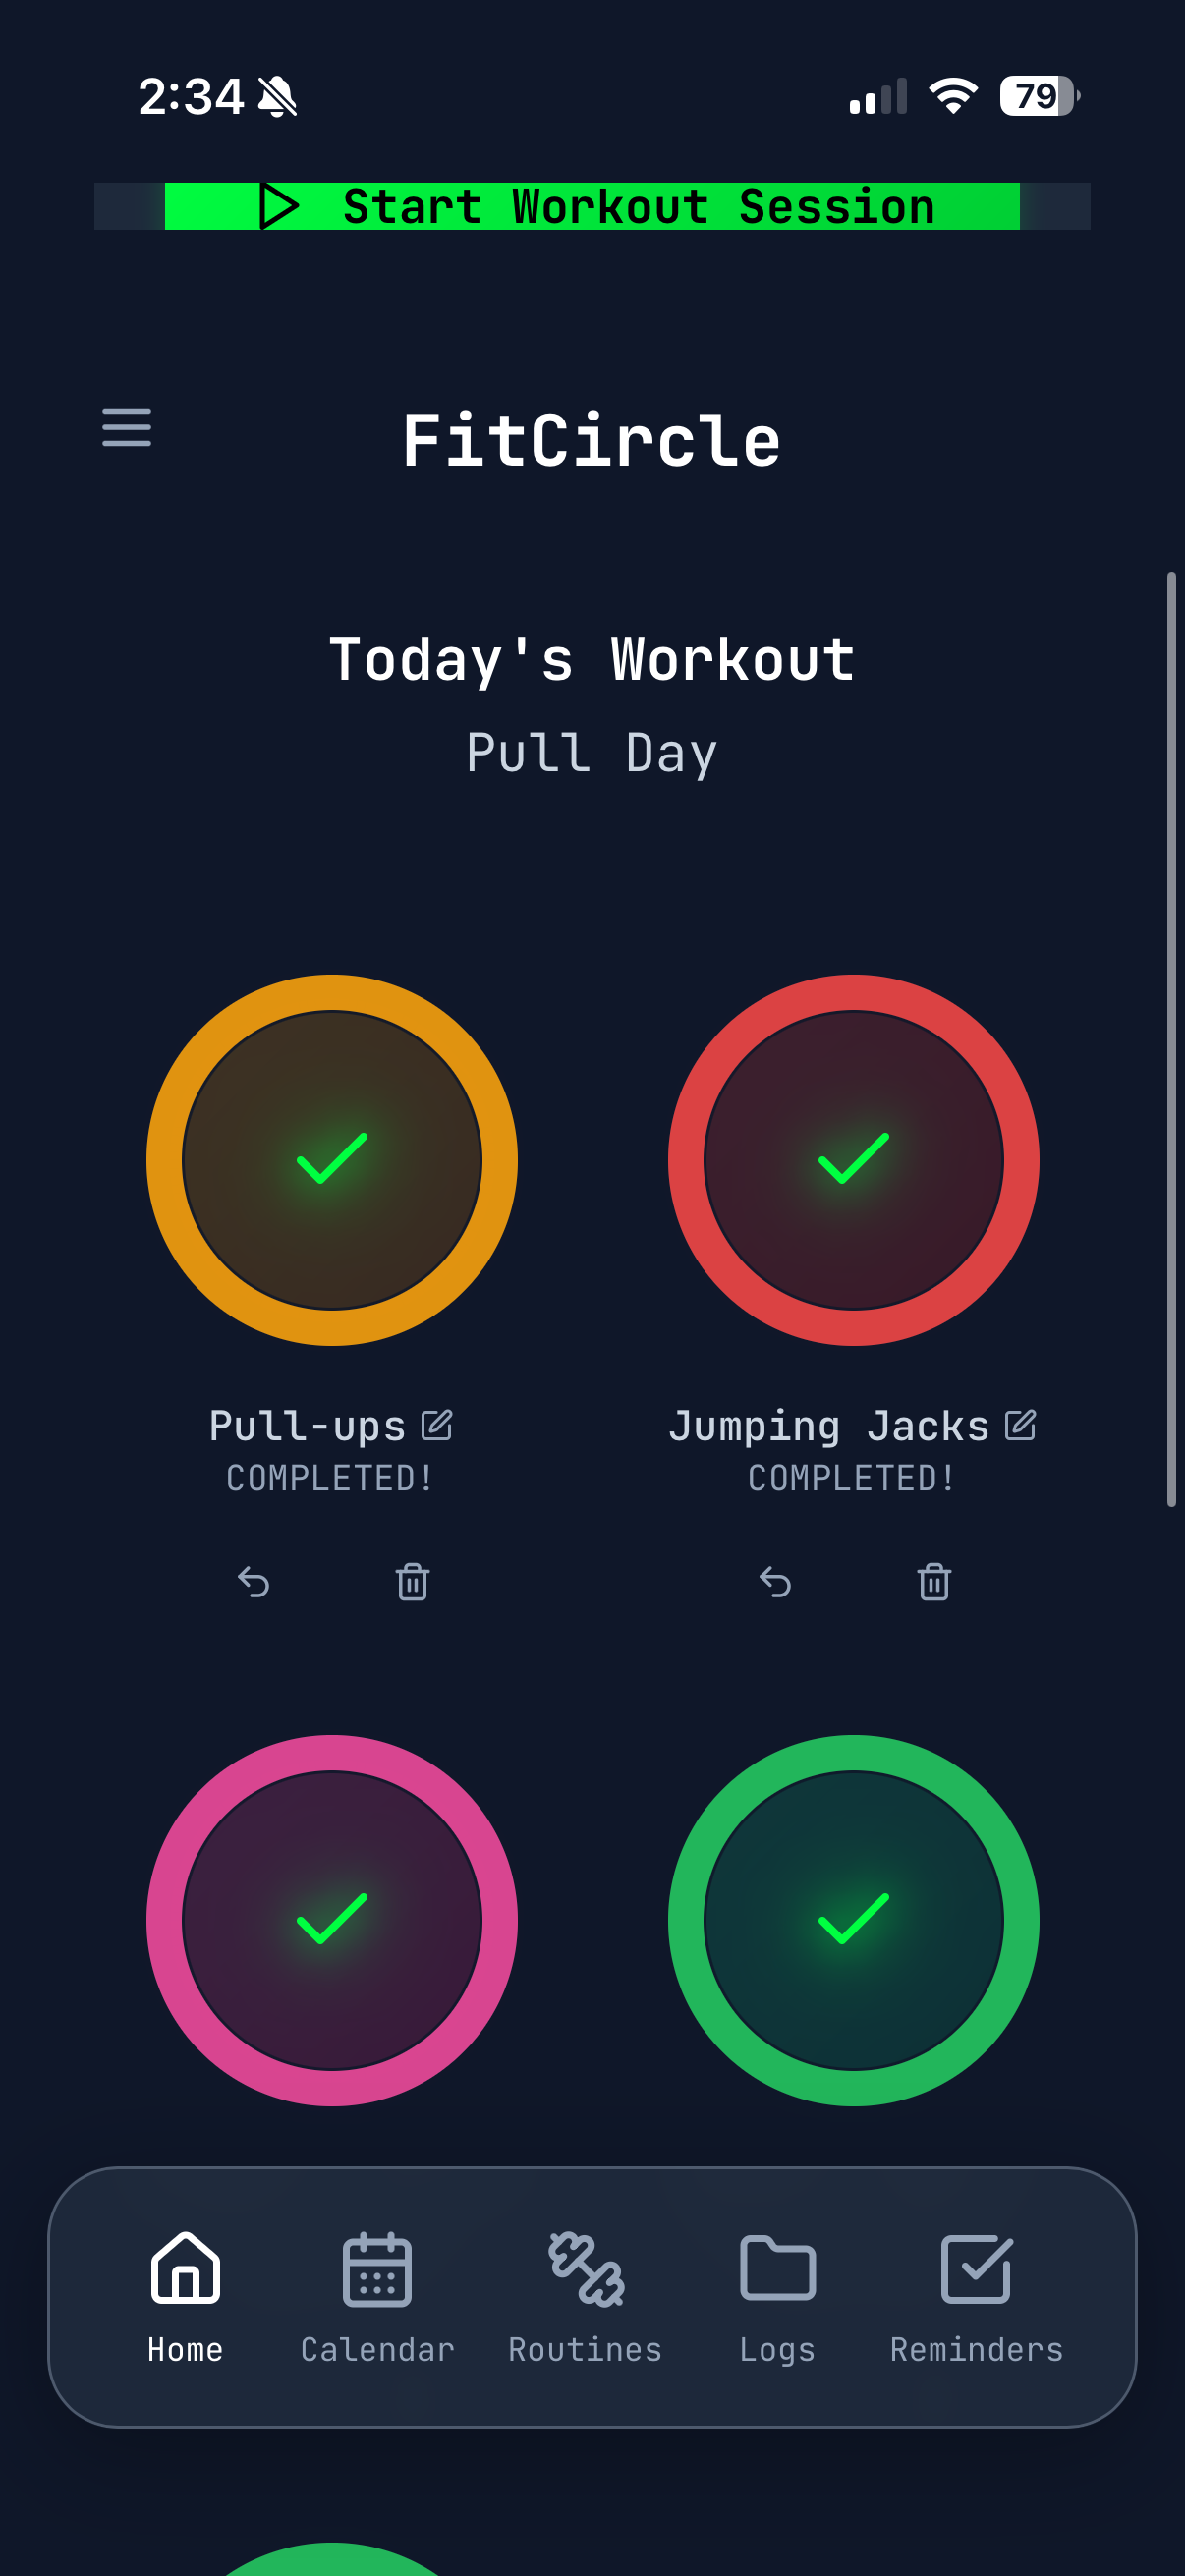 2:34 79
Start Workout Session
FitCircle
Today's Workout
Pull Day
Pull-ups Jumping Jacks
COMPLETED! COMPLETED!
Home Calendar Routines Logs Reminders